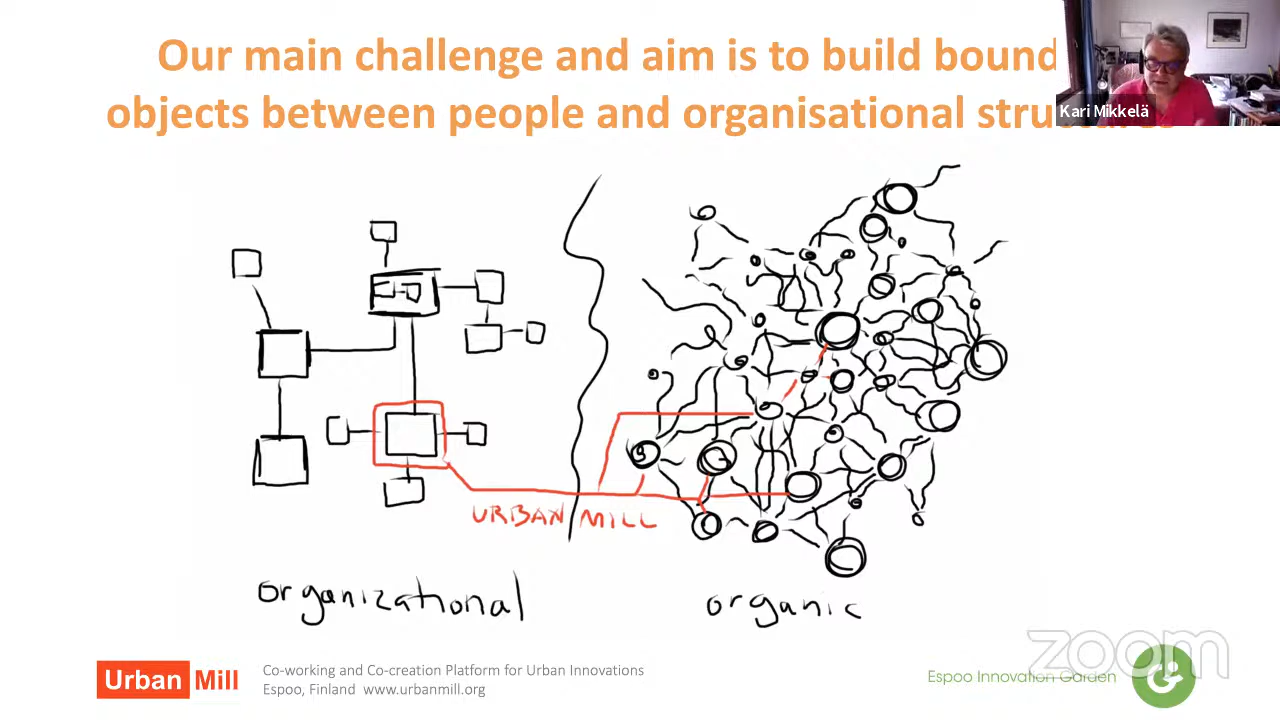 Our main challenge and aim is to build bound
objects between people and organisational
Kari Mikkelä
URBAN MILL
organizational
organic
Urban Mill
Co-working and Co-creation Platform for Urban Innovations
Espoo, Finland www.urbanmill.org
Espoo Innovation Garden
zoom